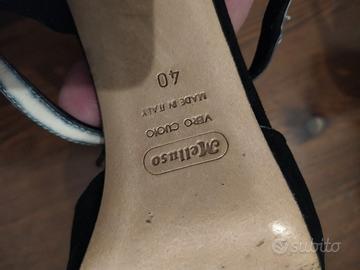 Melluso
VERO CUOIO
MADE IN ITALY
40
subito